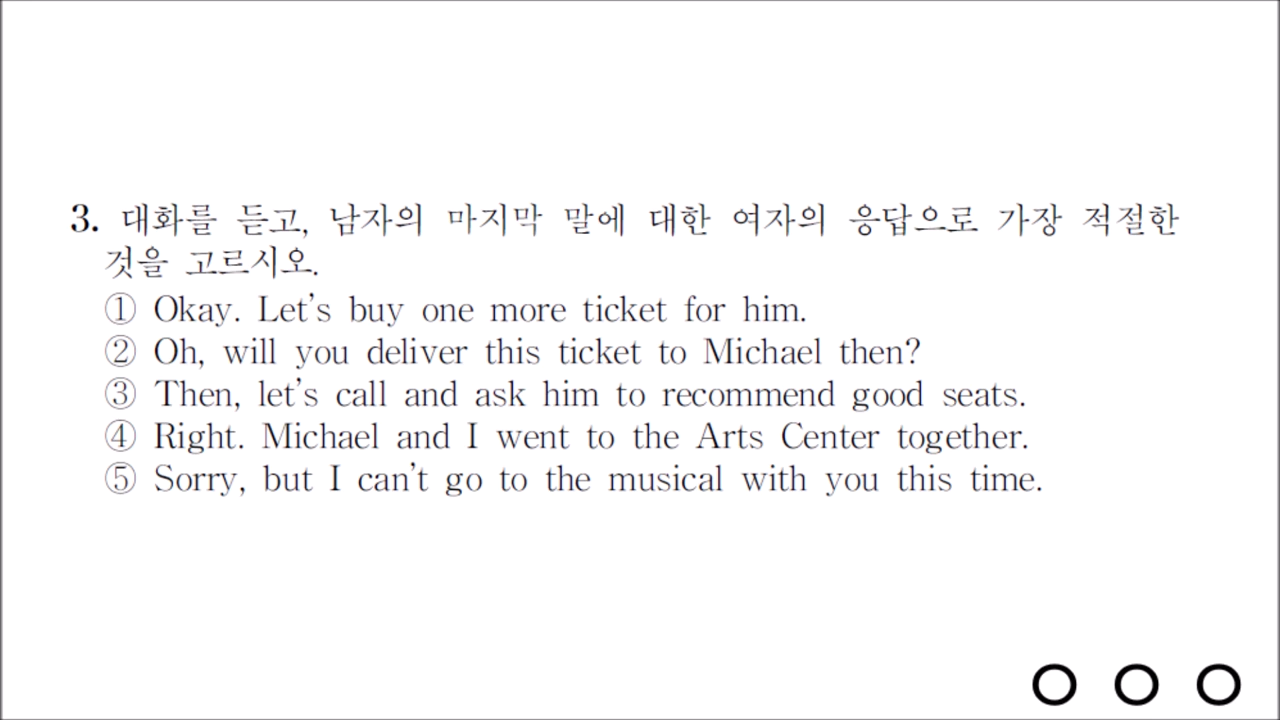 3. 대화를 듣고, 남자의 마지막 말에 대한 여자의 응답으로 가장 적절한
것을 고르시오.
① Okay. Let's buy one more ticket for him.
② Oh, will you deliver this ticket to Michael then?
③ Then, let's call and ask him to recommend good seats.
④ Right. Michael and I went to the Arts Center together.
⑤ Sorry, but I can't go to the musical with you this time.